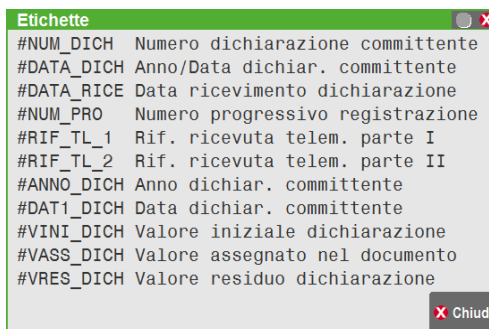 Etichette
#NUM_DICH Numero dichiarazione committente
#DATA_DICH Anno/Data dichiar. committente
#DATA_RICE Data ricevimento dichiarazione
#NUM_PRO Numero progressivo registrazione
#RIF_TL_1 Rif. ricevuta telem. parte I
#RIF_TL_2 Rif. ricevuta telem. parte II
#ANNO_DICH Anno dichiar. committente
#DAT1_DICH Data dichiar. committente
#VINI_DICH Valore iniziale dichiarazione
#VASS_DICH Valore assegnato nel documento
#VRES_DICH Valore residuo dichiarazione
X Chiud